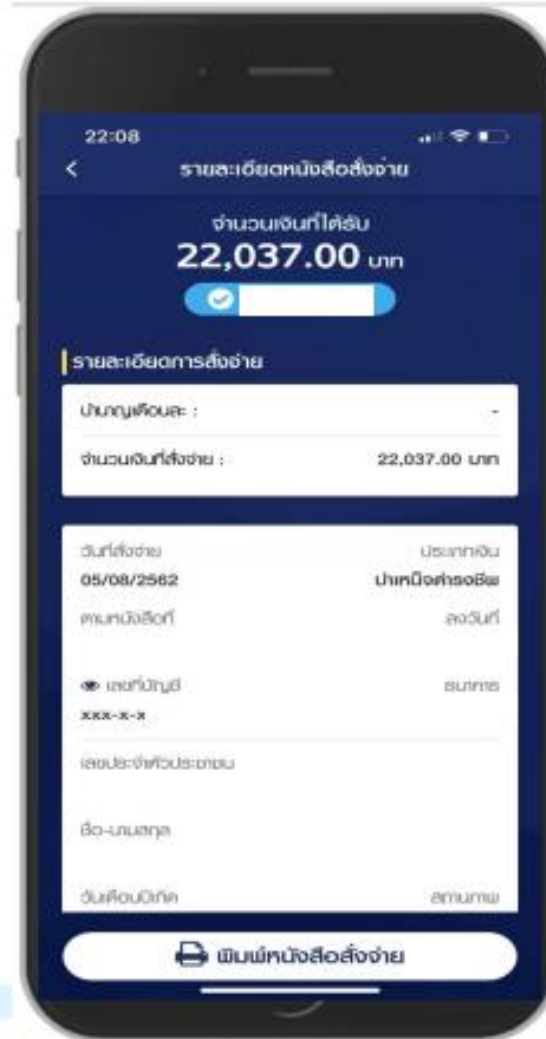 22:08
รายละเอียดหนังสือสั่งจ่าย
จำนวนเงินที่ได้รับ
22,037.00 บาท
รายละเอียดการสั่งจ่าย
บำนาญเดือนละ : -
จำนวนเงินที่สั่งจ่าย : 22,037.00 บาท
วันที่สั่งจ่าย ประเภทเงิน
05/08/2562 บำเหน็จดำรงชีพ
ตามหนังสือที่ ลงวันที่
เลขที่บัญชี ธนาคาร
xxx-x-x
เลขประจำตัวประชาชน
ชื่อ-นามสกุล
วันเดือนปีเกิด สถานภาพ
พิมพ์หนังสือสั่งจ่าย